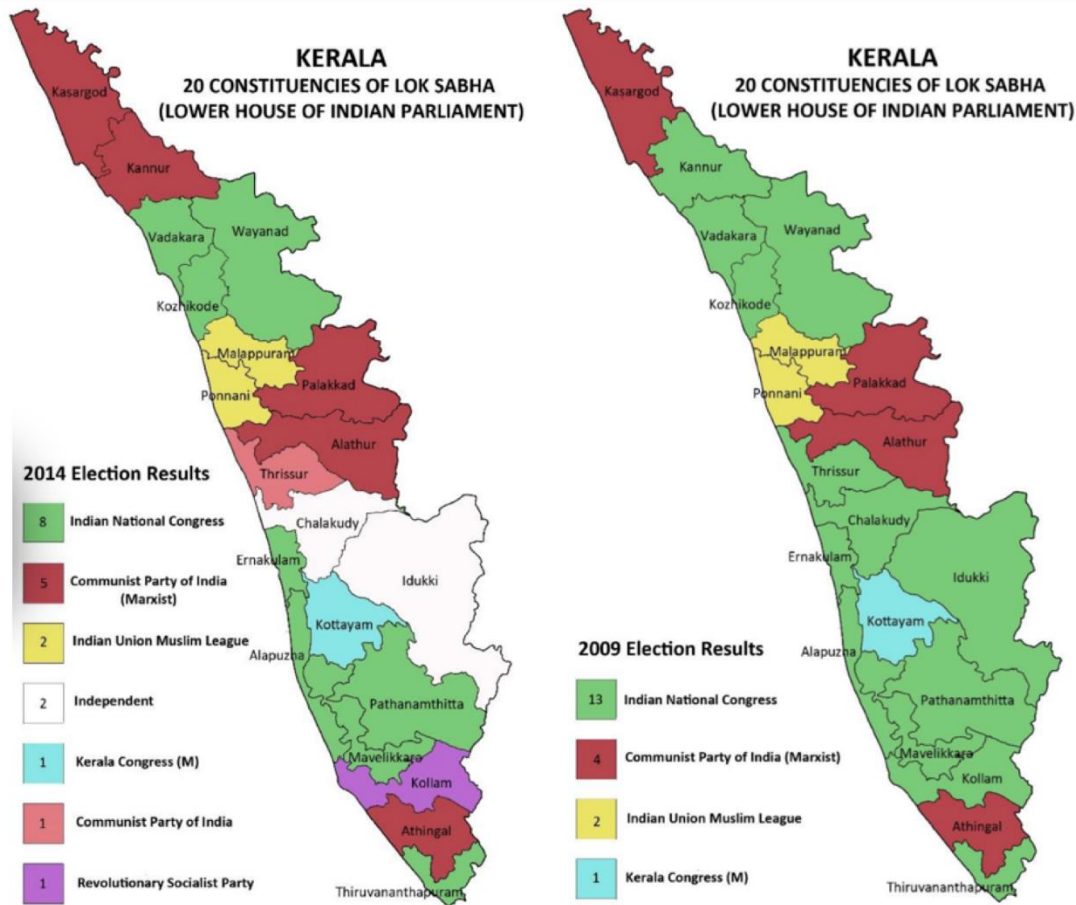 KERALA
20 CONSTITUENCIES OF LOK SABHA
(LOWER HOUSE OF INDIAN PARLIAMENT)
Kasargod
Kannur
Vadakara
Wayanad
Kozhikode
Malappuram
Ponnani
Palakkad
Alathur
Thrissur
Chalakudy
Ernakulam
Idukki
Kottayam
Alapuzha
Pathanamthitta
Mavelikkara
Kollam
Athingal
Thiruvananthapuram
2014 Election Results
8 Indian National Congress
5 Communist Party of India
(Marxist)
2 Indian Union Muslim League
2 Independent
1 Kerala Congress (M)
1 Communist Party of India
1 Revolutionary Socialist Party
KERALA
20 CONSTITUENCIES OF LOK SABHA
(LOWER HOUSE OF INDIAN PARLIAMENT)
Kasargod
Kannur
Vadakara
Wayanad
Kozhikode
Malappuram
Ponnani
Palakkad
Alathur
Thrissur
Chalakudy
Ernakulam
Idukki
Kottayam
Alapuzha
Pathanamthitta
Mavelikkara
Kollam
Athingal
Thiruvananthapuram
2009 Election Results
13 Indian National Congress
4 Communist Party of India (Marxist)
2 Indian Union Muslim League
1 Kerala Congress (M)